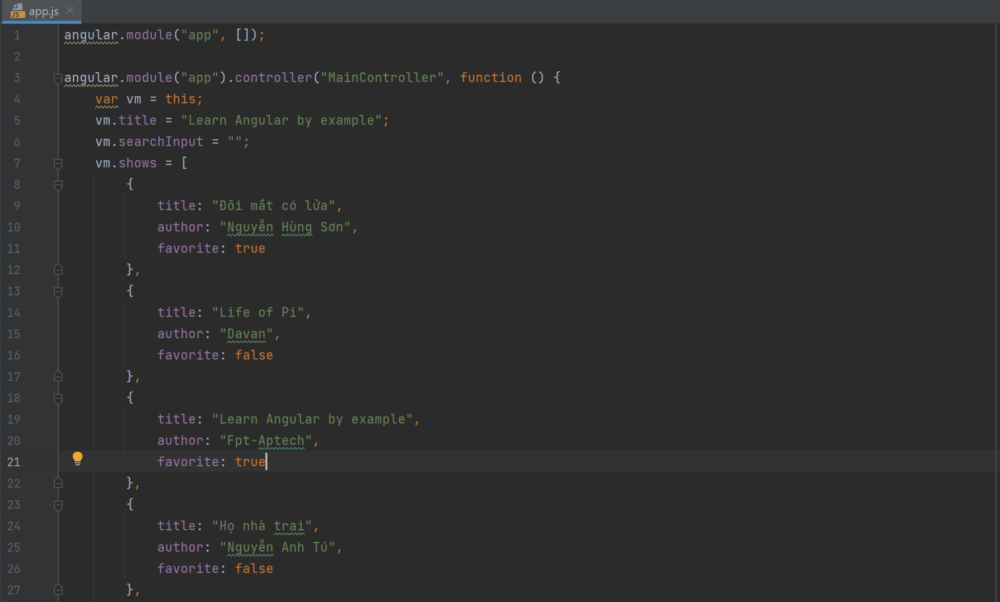 JS app.js
1 angular.module("app", []);
2
3 angular.module("app").controller("MainController", function () {
4 var vm = this;
5 vm.title = "Learn Angular by example";
6 vm.searchInput = "";
7 vm.shows = [
8 {
9 title: "Đôi mắt có lửa",
10 author: "Nguyễn Hùng Sơn",
11 favorite: true
12 },
13 {
14 title: "Life of Pi",
15 author: "Davan",
16 favorite: false
17 },
18 {
19 title: "Learn Angular by example",
20 author: "Fpt-Aptech",
21 favorite: true
22 },
23 {
24 title: "Họ nhà trai",
25 author: "Nguyễn Anh Tú",
26 favorite: false
27 },